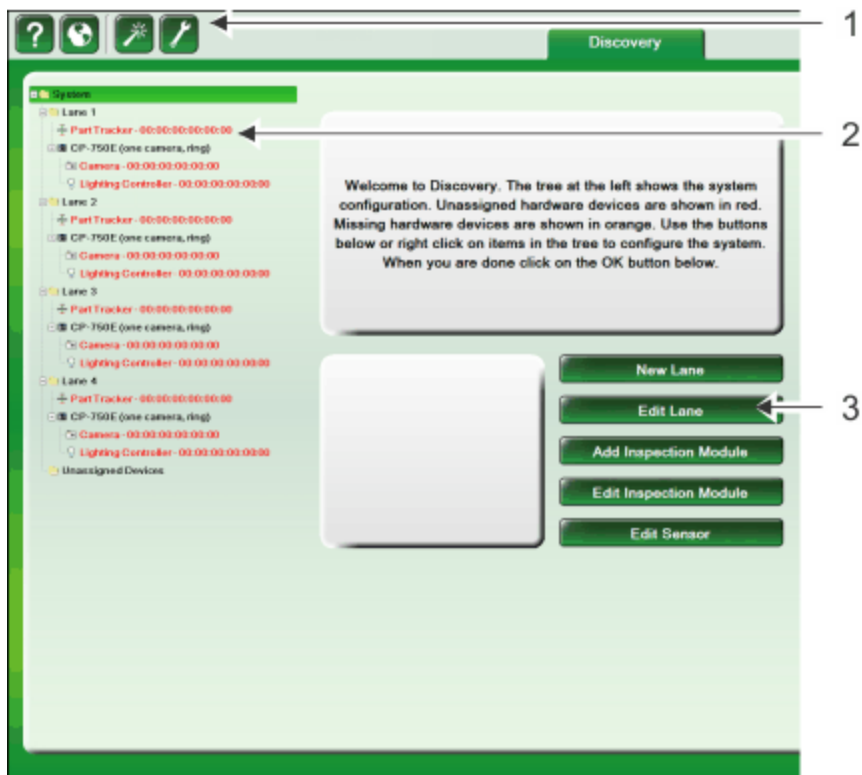 ?
1
Discovery
System
Lane 1
Part Tracker - 00:00:00:00:00:00
2
CP-750E (one camera, ring)
Camera - 00:00:00:00:00:00
Lighting Controller - 00:00:00:00:00:00
Lane 2
Part Tracker - 00:00:00:00:00:00
CP-750E (one camera, ring)
Camera - 00:00:00:00:00:00
Lighting Controller - 00:00:00:00:00:00
Lane 3
Part Tracker - 00:00:00:00:00:00
CP-750E (one camera, ring)
Camera - 00:00:00:00:00:00
Lighting Controller - 00:00:00:00:00:00
Lane 4
Part Tracker - 00:00:00:00:00:00
CP-750E (one camera, ring)
Camera - 00:00:00:00:00:00
Lighting Controller - 00:00:00:00:00:00
Unassigned Devices
Welcome to Discovery. The tree at the left shows the system
configuration. Unassigned hardware devices are shown in red.
Missing hardware devices are shown in orange. Use the buttons
below or right click on items in the tree to configure the system.
When you are done click on the OK button below.
New Lane
Edit Lane
3
Add Inspection Module
Edit Inspection Module
Edit Sensor